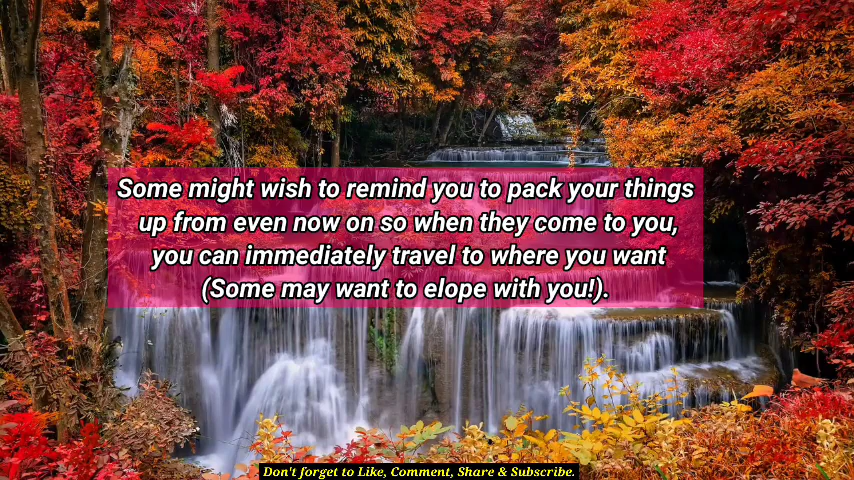 Some might wish to remind you to pack your things
up from even now on so when they come to you,
you can immediately travel to where you want
(Some may want to elope with you!).
Don't forget to Like, Comment, Share & Subscribe.